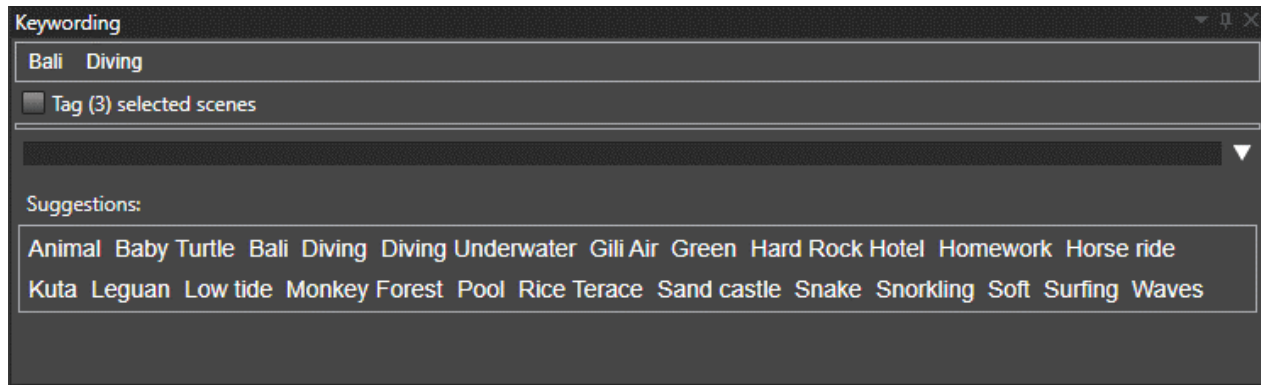 Keywording
Bali Diving
Tag (3) selected scenes
Suggestions:
Animal Baby Turtle Bali Diving Diving Underwater Gili Air Green Hard Rock Hotel Homework Horse ride
Kuta Leguan Low tide Monkey Forest Pool Rice Terace Sand castle Snake Snorkling Soft Surfing Waves